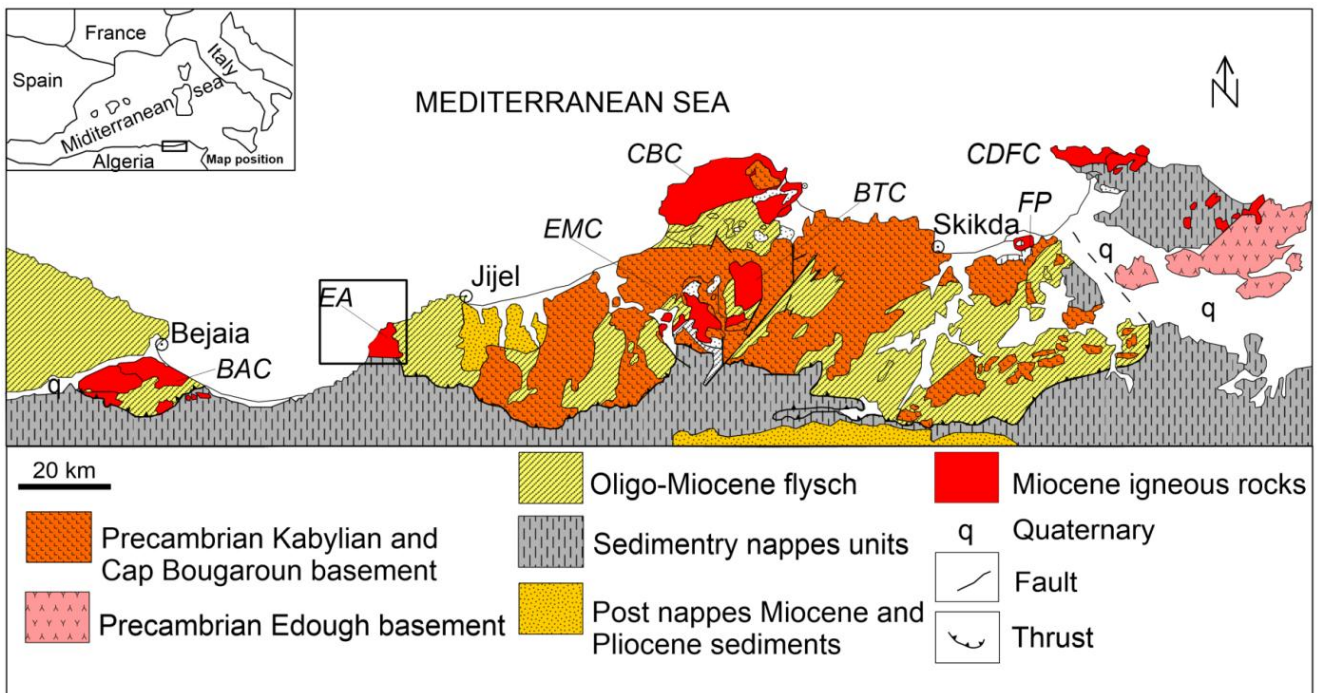 France
Spain
Italy
Miditerranean sea
Algeria
Map position
N
MEDITERRANEAN SEA
CBC
CDFC
BTC
EMC
Skikda
FP
q
Jijel
EA
q
Bejaia
BAC
q
20 km
Precambrian Kabylian and
Cap Bougaroun basement
Precambrian Edough basement
Oligo-Miocene flysch
Sedimentry nappes units
Post nappes Miocene and
Pliocene sediments
Miocene igneous rocks
q Quaternary
Fault
Thrust